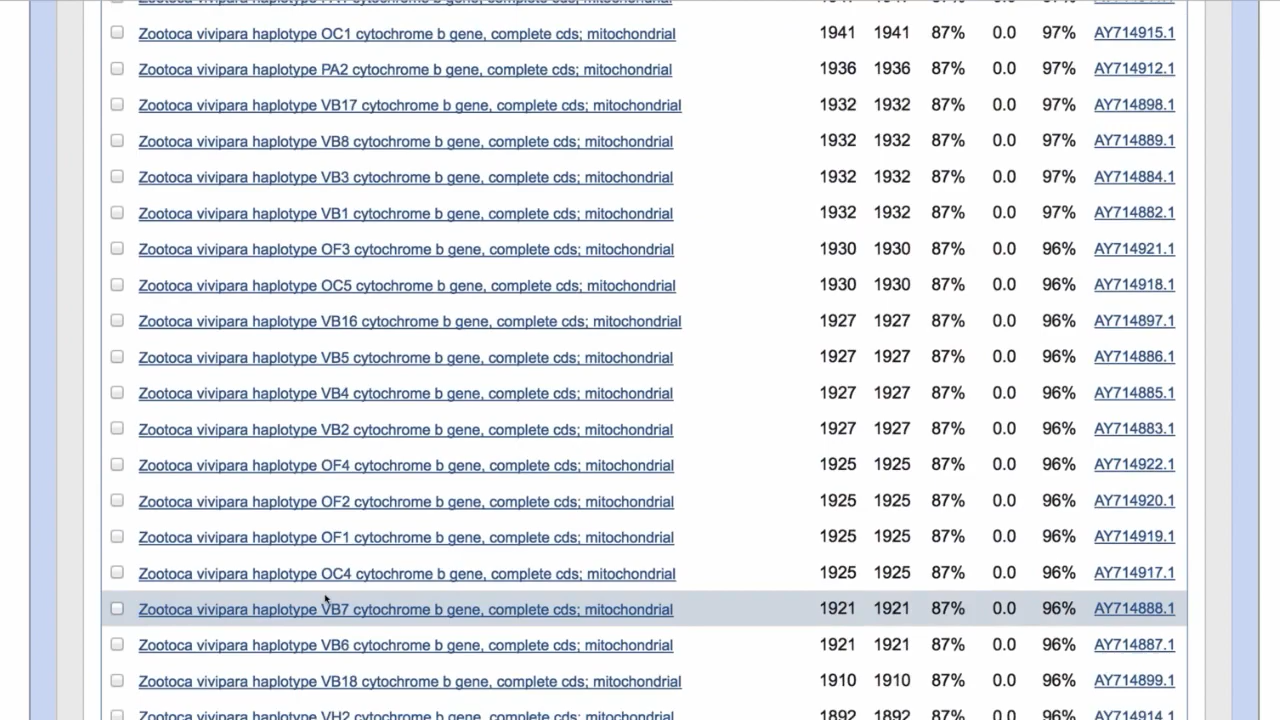 Zootoca vivipara haplotype OC1 cytochrome b gene, complete cds; mitochondrial 1941 1941 87% 0.0 97% AY714915.1
Zootoca vivipara haplotype PA2 cytochrome b gene, complete cds; mitochondrial 1936 1936 87% 0.0 97% AY714912.1
Zootoca vivipara haplotype VB17 cytochrome b gene, complete cds; mitochondrial 1932 1932 87% 0.0 97% AY714898.1
Zootoca vivipara haplotype VB8 cytochrome b gene, complete cds; mitochondrial 1932 1932 87% 0.0 97% AY714889.1
Zootoca vivipara haplotype VB3 cytochrome b gene, complete cds; mitochondrial 1932 1932 87% 0.0 97% AY714884.1
Zootoca vivipara haplotype VB1 cytochrome b gene, complete cds; mitochondrial 1932 1932 87% 0.0 97% AY714882.1
Zootoca vivipara haplotype OF3 cytochrome b gene, complete cds; mitochondrial 1930 1930 87% 0.0 96% AY714921.1
Zootoca vivipara haplotype OC5 cytochrome b gene, complete cds; mitochondrial 1930 1930 87% 0.0 96% AY714918.1
Zootoca vivipara haplotype VB16 cytochrome b gene, complete cds; mitochondrial 1927 1927 87% 0.0 96% AY714897.1
Zootoca vivipara haplotype VB5 cytochrome b gene, complete cds; mitochondrial 1927 1927 87% 0.0 96% AY714886.1
Zootoca vivipara haplotype VB4 cytochrome b gene, complete cds; mitochondrial 1927 1927 87% 0.0 96% AY714885.1
Zootoca vivipara haplotype VB2 cytochrome b gene, complete cds; mitochondrial 1927 1927 87% 0.0 96% AY714883.1
Zootoca vivipara haplotype OF4 cytochrome b gene, complete cds; mitochondrial 1925 1925 87% 0.0 96% AY714922.1
Zootoca vivipara haplotype OF2 cytochrome b gene, complete cds; mitochondrial 1925 1925 87% 0.0 96% AY714920.1
Zootoca vivipara haplotype OF1 cytochrome b gene, complete cds; mitochondrial 1925 1925 87% 0.0 96% AY714919.1
Zootoca vivipara haplotype OC4 cytochrome b gene, complete cds; mitochondrial 1925 1925 87% 0.0 96% AY714917.1
Zootoca vivipara haplotype VB7 cytochrome b gene, complete cds; mitochondrial 1921 1921 87% 0.0 96% AY714888.1
Zootoca vivipara haplotype VB6 cytochrome b gene, complete cds; mitochondrial 1921 1921 87% 0.0 96% AY714887.1
Zootoca vivipara haplotype VB18 cytochrome b gene, complete cds; mitochondrial 1910 1910 87% 0.0 96% AY714899.1
Zootoca vivipara haplotype VH2 cytochrome b gene, complete cds; mitochondrial 1892 1892 87% 0.0 96% AY714914.1